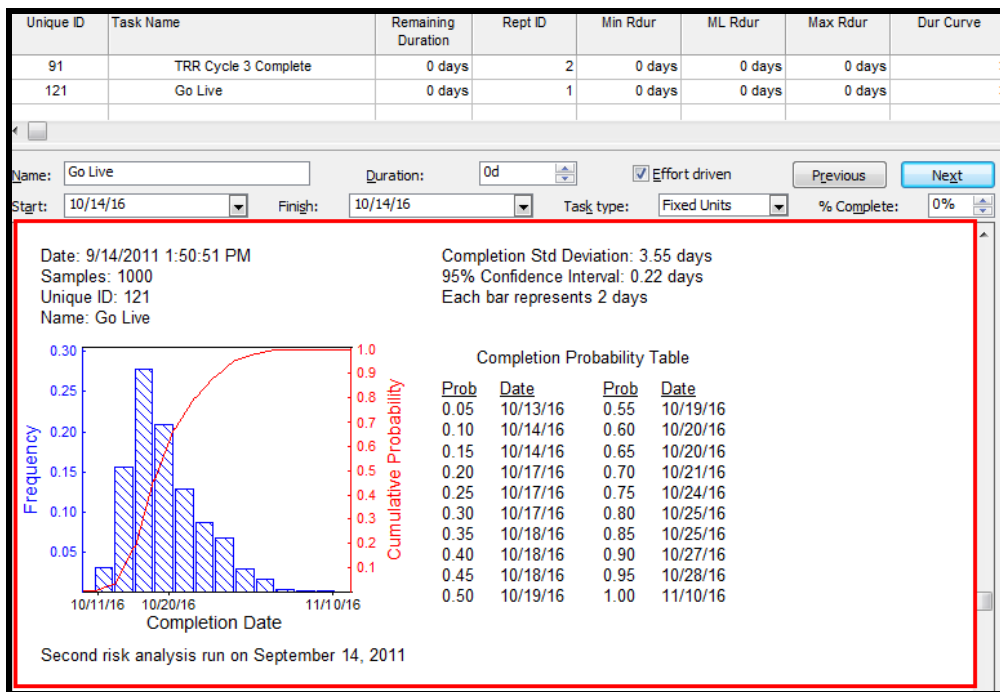 Unique ID Task Name Remaining Duration Rept ID Min Rdur ML Rdur Max Rdur Dur Curve
91 TRR Cycle 3 Complete 0 days 2 0 days 0 days 0 days
121 Go Live 0 days 1 0 days 0 days 0 days
Name: Go Live Duration: 0d Effort driven Previous Next
Start: 10/14/16 Finish: 10/14/16 Task type: Fixed Units % Complete: 0%
Date: 9/14/2011 1:50:51 PM
Samples: 1000
Unique ID: 121
Name: Go Live
Completion Std Deviation: 3.55 days
95% Confidence Interval: 0.22 days
Each bar represents 2 days
Frequency
0.30
0.25
0.20
0.15
0.10
0.05
1.0
0.9
0.8
0.7
0.6
0.5
0.4
0.3
0.2
0.1
Cumulative Probability
10/11/16 10/20/16 11/10/16
Completion Date
Completion Probability Table
Prob Date Prob Date
0.05 10/13/16 0.55 10/19/16
0.10 10/14/16 0.60 10/20/16
0.15 10/14/16 0.65 10/20/16
0.20 10/17/16 0.70 10/21/16
0.25 10/17/16 0.75 10/24/16
0.30 10/17/16 0.80 10/25/16
0.35 10/18/16 0.85 10/25/16
0.40 10/18/16 0.90 10/27/16
0.45 10/18/16 0.95 10/28/16
0.50 10/19/16 1.00 11/10/16
Second risk analysis run on September 14, 2011